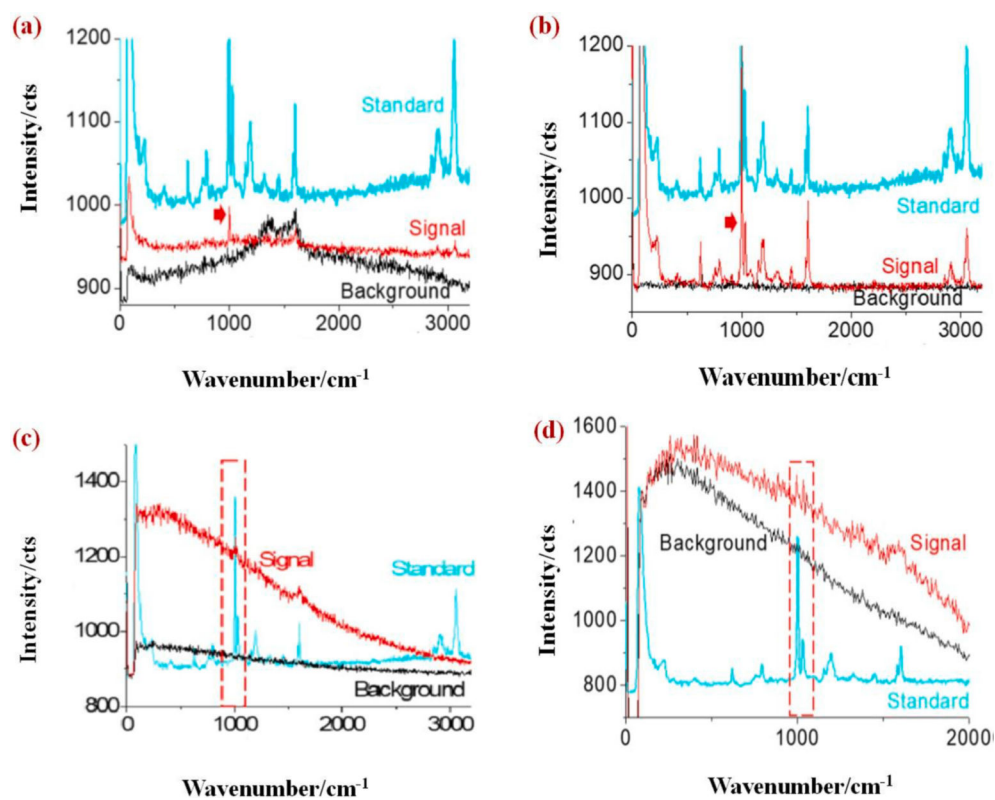 (a)
1200
1100
1000
900
Intensity/cts
Standard
Signal
Background
0 1000 2000 3000
Wavenumber/cm-1
(b)
1200
1100
1000
900
Intensity/cts
Standard
Signal
Background
0 1000 2000 3000
Wavenumber/cm-1
(c)
1400
1200
1000
800
Intensity/cts
Signal
Standard
Background
0 1000 2000 3000
Wavenumber/cm-1
(d)
1600
1400
1200
1000
800
Intensity/cts
Background
Signal
Standard
0 1000 2000
Wavenumber/cm-1